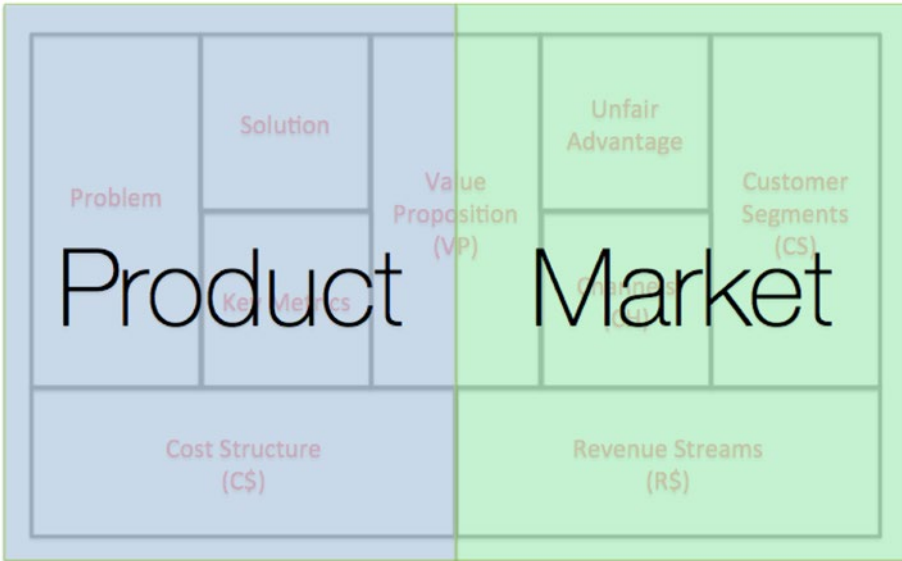 Problem
Solution
Key Metrics
Value
Proposition
(VP)
Unfair
Advantage
Channels
(CH)
Customer
Segments
(CS)
Product
Market
Cost Structure
(C$)
Revenue Streams
(R$)